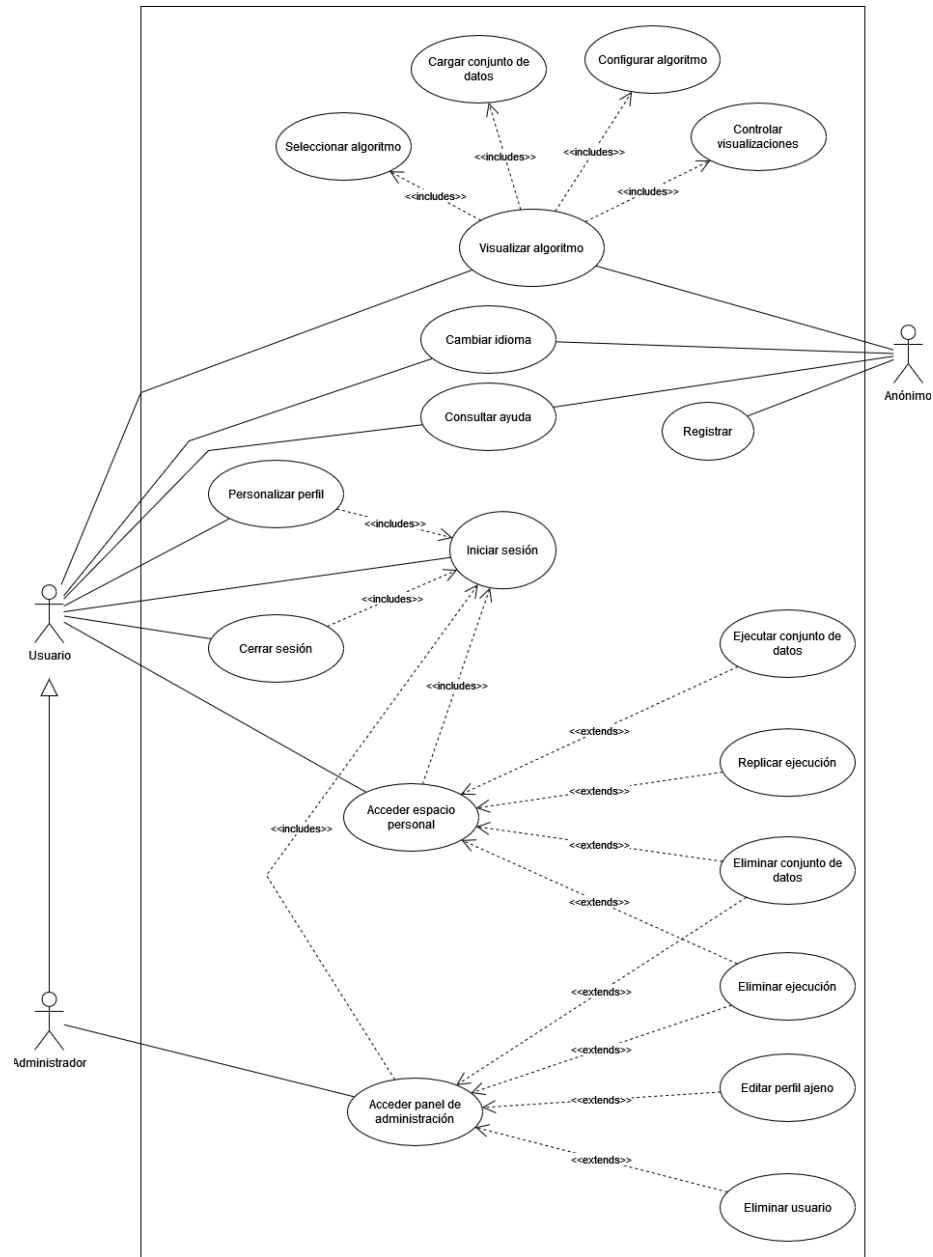 Cargar conjunto de
datos
Configurar algoritmo
Seleccionar algoritmo
Controlar
visualizaciones
<<includes>>
<<includes>>
<<includes>>
<<includes>>
Visualizar algoritmo
Cambiar idioma
Anónimo
Consultar ayuda
Registrar
Personalizar perfil
<<includes>>
Iniciar sesión
<<includes>>
Usuario
Cerrar sesión
Ejecutar conjunto de
datos
<<includes>>
<<extends>>
Replicar ejecución
<<extends>>
Acceder espacio
personal
<<includes>>
<<extends>>
Eliminar conjunto de
datos
<<extends>>
Eliminar ejecución
<<extends>>
<<extends>>
Administrador
Editar perfil ajeno
<<extends>>
Acceder panel de
administración
<<extends>>
Eliminar usuario